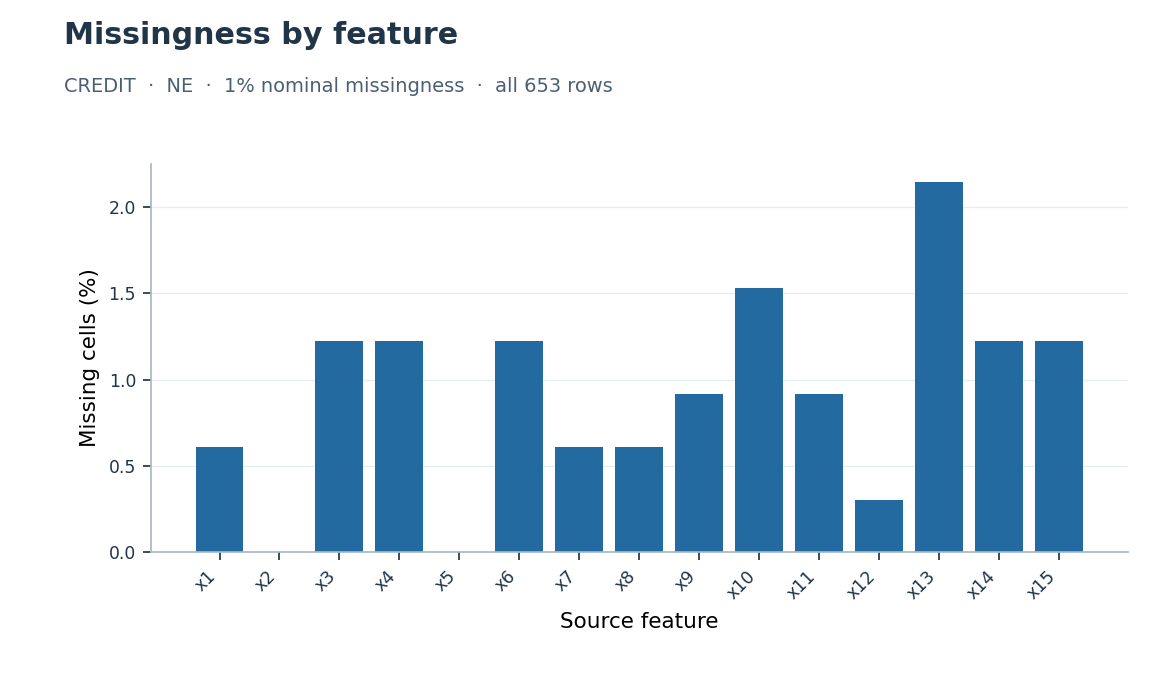 Missingness by feature
CREDIT · NE · 1% nominal missingness · all 653 rows
Missing cells (%)
2.0
1.5
1.0
0.5
0.0
x1 x2 x3 x4 x5 x6 x7 x8 x9 x10 x11 x12 x13 x14 x15
Source feature